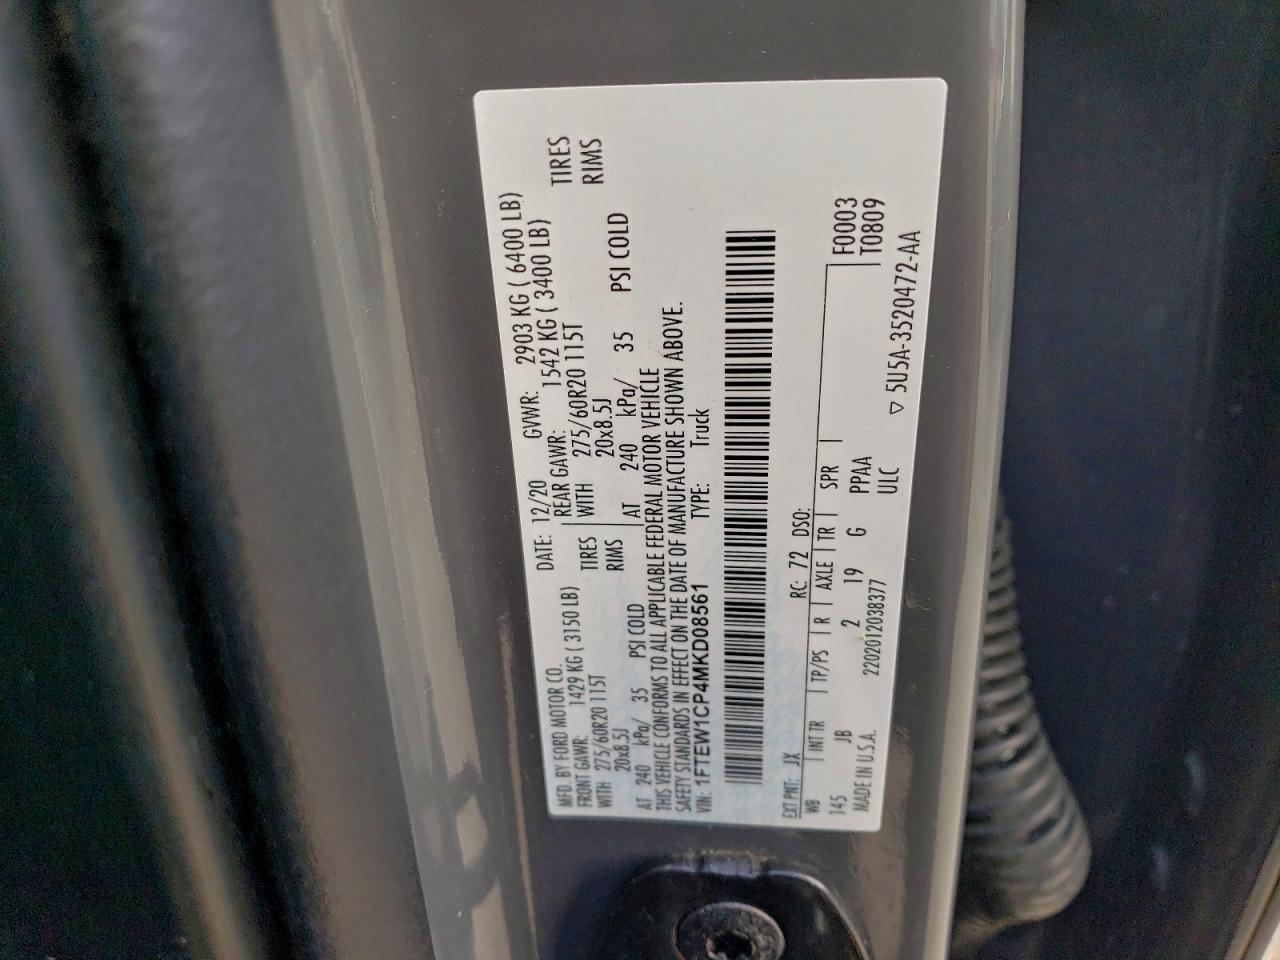 MFD. BY FORD MOTOR CO. DATE: 12/20 GVWR: 2903 KG ( 6400 LB)
FRONT GAWR: 1429 KG ( 3150 LB) REAR GAWR: 1542 KG ( 3400 LB)
WITH 275/60R20 115T TIRES WITH 275/60R20 115T TIRES
20x8.5J RIMS 20x8.5J RIMS
AT 240 kPa/ 35 PSI COLD AT 240 kPa/ 35 PSI COLD
THIS VEHICLE CONFORMS TO ALL APPLICABLE FEDERAL MOTOR VEHICLE
SAFETY STANDARDS IN EFFECT ON THE DATE OF MANUFACTURE SHOWN ABOVE.
VIN: 1FTEW1CP4MKD08561 TYPE: Truck
EXT PNT: JX RC: 72 DSO:
WB INT TR TP/PS R AXLE TR SPR F0003
145 JB 2 19 G PPAA T0809
MADE IN U.S.A. 2202012038377 ULC
▽ 5U5A-3520472-AA